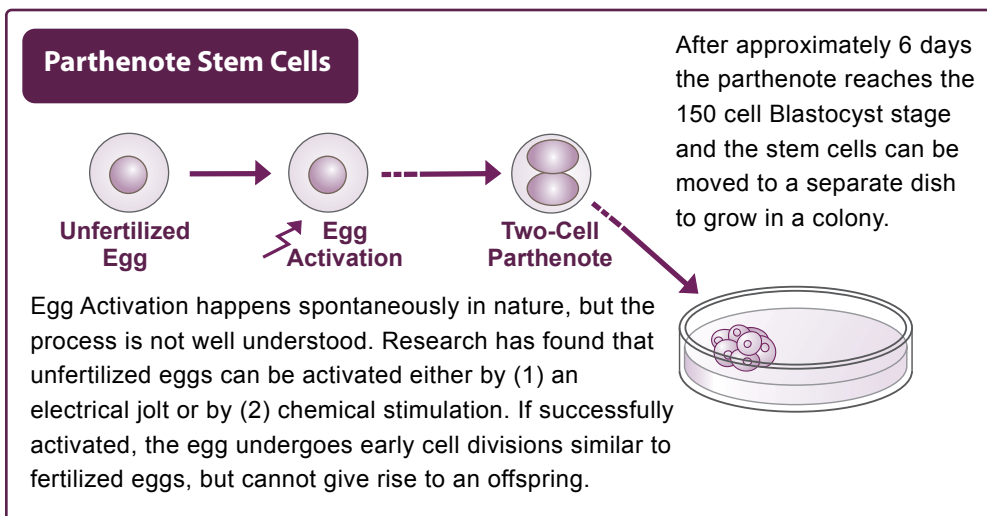 Parthenote Stem Cells
After approximately 6 days
the parthenote reaches the
150 cell Blastocyst stage
and the stem cells can be
moved to a separate dish
to grow in a colony.
Unfertilized
Egg
Egg
Activation
Two-Cell
Parthenote
Egg Activation happens spontaneously in nature, but the
process is not well understood. Research has found that
unfertilized eggs can be activated either by (1) an
electrical jolt or by (2) chemical stimulation. If successfully
activated, the egg undergoes early cell divisions similar to
fertilized eggs, but cannot give rise to an offspring.